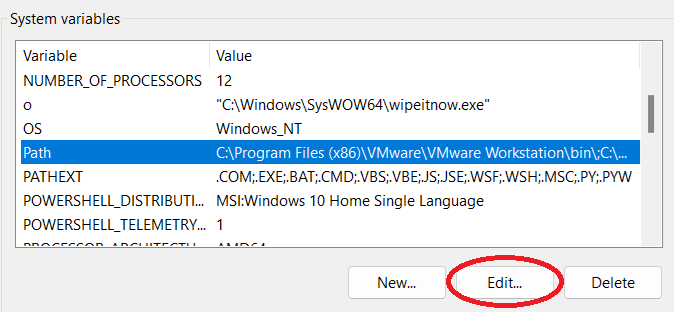 System variables
Variable Value
NUMBER_OF_PROCESSORS 12
o "C:\Windows\SysWOW64\wipeitnow.exe"
OS Windows_NT
Path C:\Program Files (x86)\VMware\VMware Workstation\bin\;C:\...
PATHEXT .COM;.EXE;.BAT;.CMD;.VBS;.VBE;.JS;.JSE;.WSF;.WSH;.MSC;.PY;.PYW
POWERSHELL_DISTRIBUTI... MSI:Windows 10 Home Single Language
POWERSHELL_TELEMETRY... 1
PROCESSOR_ARCHITECTU... AMD64
New... Edit... Delete